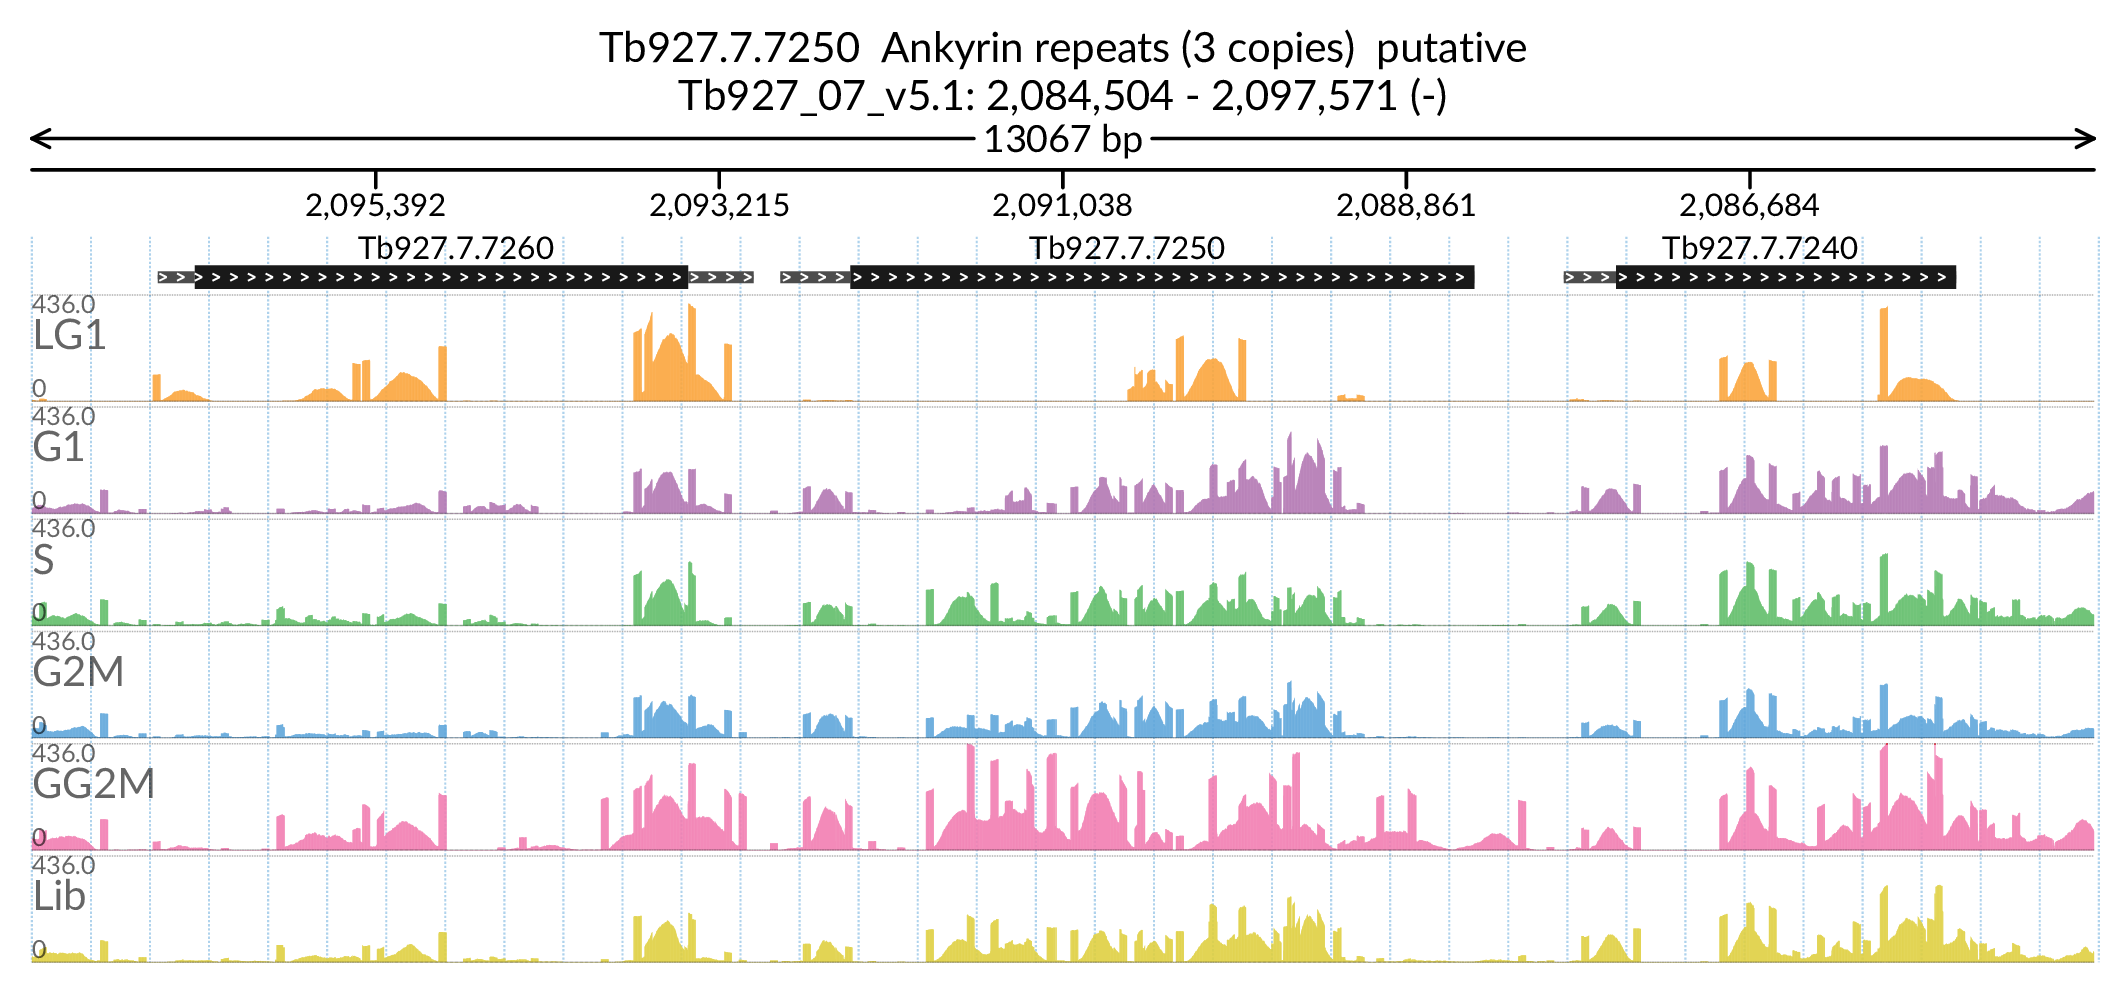 Tb927.7.7250  Ankyrin repeats (3 copies)  putative
Tb927_07_v5.1: 2,084,504 - 2,097,571 (-)
13067 bp
2,095,392 2,093,215 2,091,038 2,088,861 2,086,684
Tb927.7.7260 Tb927.7.7250 Tb927.7.7240
436.0
LG1
0
436.0
G1
0
436.0
S
0
436.0
G2M
0
436.0
GG2M
0
436.0
Lib
0